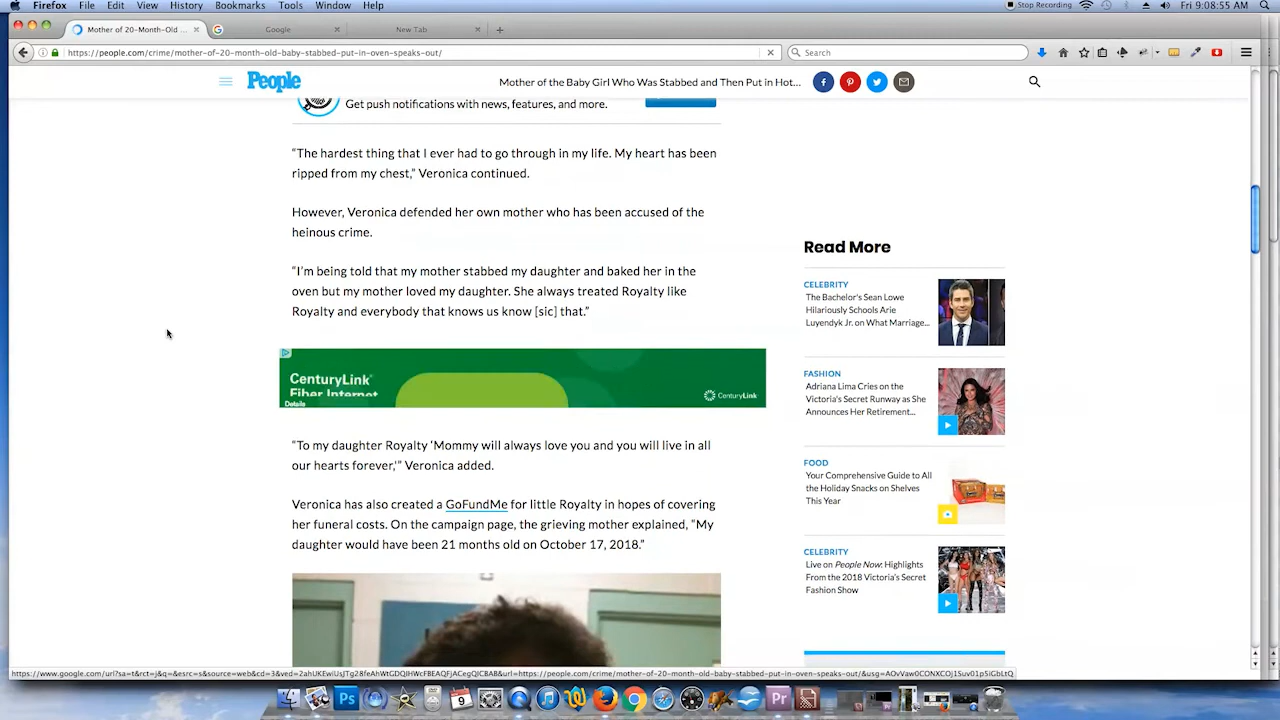 Firefox File Edit View History Bookmarks Tools Window Help
Stop Recording Fri 9:08:55 AM
Mother of 20-Month-Old ...
Google
New Tab
https://people.com/crime/mother-of-20-month-old-baby-stabbed-put-in-oven-speaks-out/
Search
People
Mother of the Baby Girl Who Was Stabbed and Then Put in Hot...
Get push notifications with news, features, and more.
“The hardest thing that I ever had to go through in my life. My heart has been
ripped from my chest,” Veronica continued.
However, Veronica defended her own mother who has been accused of the
heinous crime.
“I’m being told that my mother stabbed my daughter and baked her in the
oven but my mother loved my daughter. She always treated Royalty like
Royalty and everybody that knows us know [sic] that.”
CenturyLink
Fiber Internet
Details
CenturyLink
“To my daughter Royalty ‘Mommy will always love you and you will live in all
our hearts forever,’” Veronica added.
Veronica has also created a GoFundMe for little Royalty in hopes of covering
her funeral costs. On the campaign page, the grieving mother explained, “My
daughter would have been 21 months old on October 17, 2018.”
Read More
CELEBRITY
The Bachelor's Sean Lowe
Hilariously Schools Arie
Luyendyk Jr. on What Marriage...
FASHION
Adriana Lima Cries on the
Victoria's Secret Runway as She
Announces Her Retirement...
FOOD
Your Comprehensive Guide to All
the Holiday Snacks on Shelves
This Year
CELEBRITY
Live on People Now: Highlights
From the 2018 Victoria's Secret
Fashion Show
9
Ps
Pr